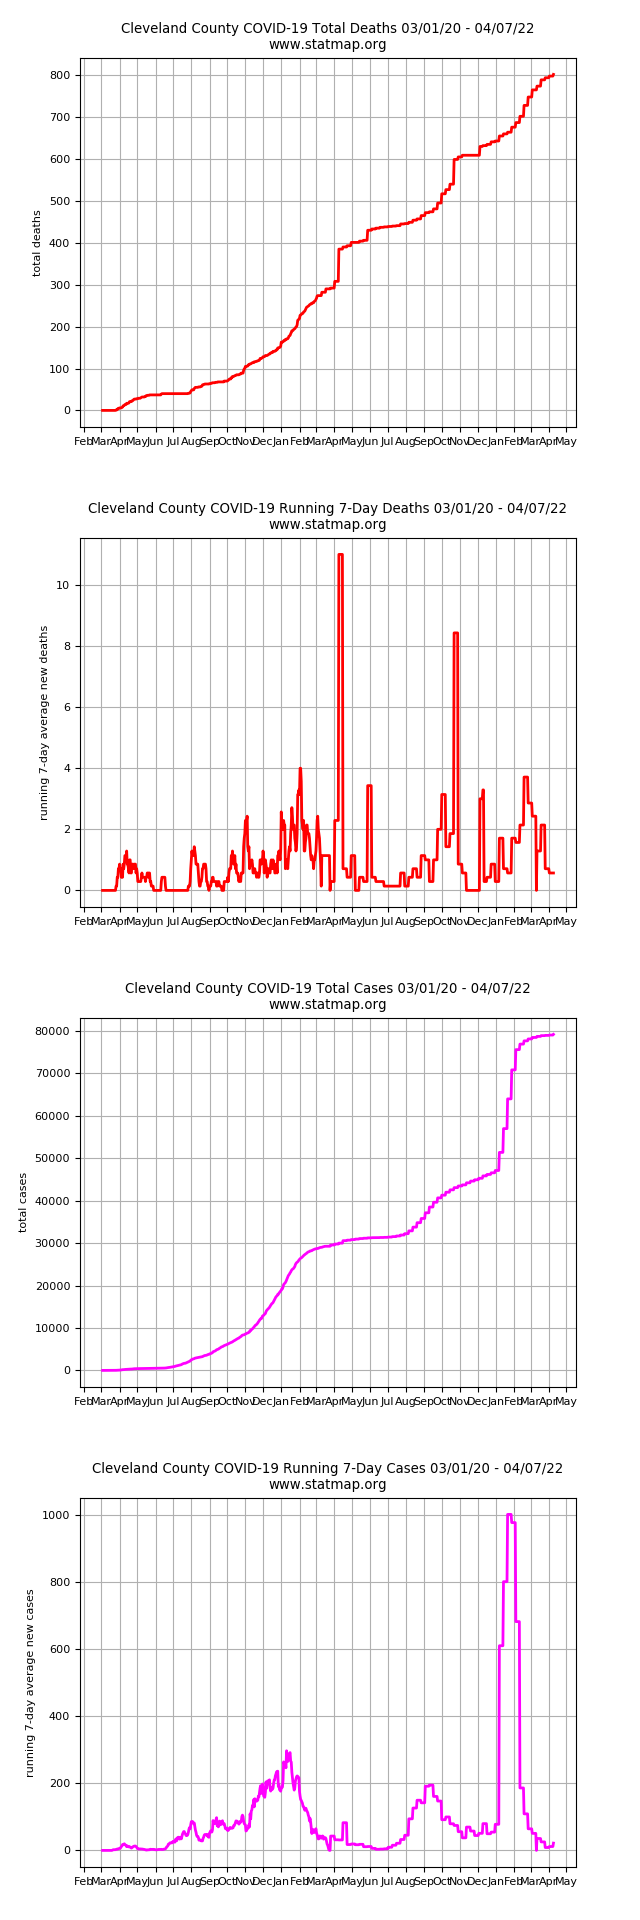 Cleveland County COVID-19 Total Deaths 03/01/20 - 04/07/22
www.statmap.org
800
700
600
500
400
300
200
100
0
total deaths
Feb Mar Apr May Jun Jul Aug Sep Oct Nov Dec Jan Feb Mar Apr May Jun Jul Aug Sep Oct Nov Dec Jan Feb Mar Apr May
Cleveland County COVID-19 Running 7-Day Deaths 03/01/20 - 04/07/22
www.statmap.org
10
8
6
4
2
0
running 7-day average new deaths
Feb Mar Apr May Jun Jul Aug Sep Oct Nov Dec Jan Feb Mar Apr May Jun Jul Aug Sep Oct Nov Dec Jan Feb Mar Apr May
Cleveland County COVID-19 Total Cases 03/01/20 - 04/07/22
www.statmap.org
80000
70000
60000
50000
40000
30000
20000
10000
0
total cases
Feb Mar Apr May Jun Jul Aug Sep Oct Nov Dec Jan Feb Mar Apr May Jun Jul Aug Sep Oct Nov Dec Jan Feb Mar Apr May
Cleveland County COVID-19 Running 7-Day Cases 03/01/20 - 04/07/22
www.statmap.org
1000
800
600
400
200
0
running 7-day average new cases
Feb Mar Apr May Jun Jul Aug Sep Oct Nov Dec Jan Feb Mar Apr May Jun Jul Aug Sep Oct Nov Dec Jan Feb Mar Apr May